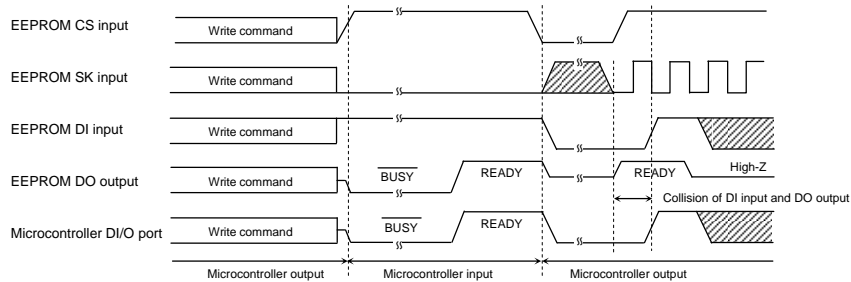 EEPROM CS input
Write command
EEPROM SK input
Write command
EEPROM DI input
Write command
EEPROM DO output
Write command
BUSY
READY
READY
High-Z
Collision of DI input and DO output
Microcontroller DI/O port
Write command
BUSY
READY
Microcontroller output
Microcontroller input
Microcontroller output